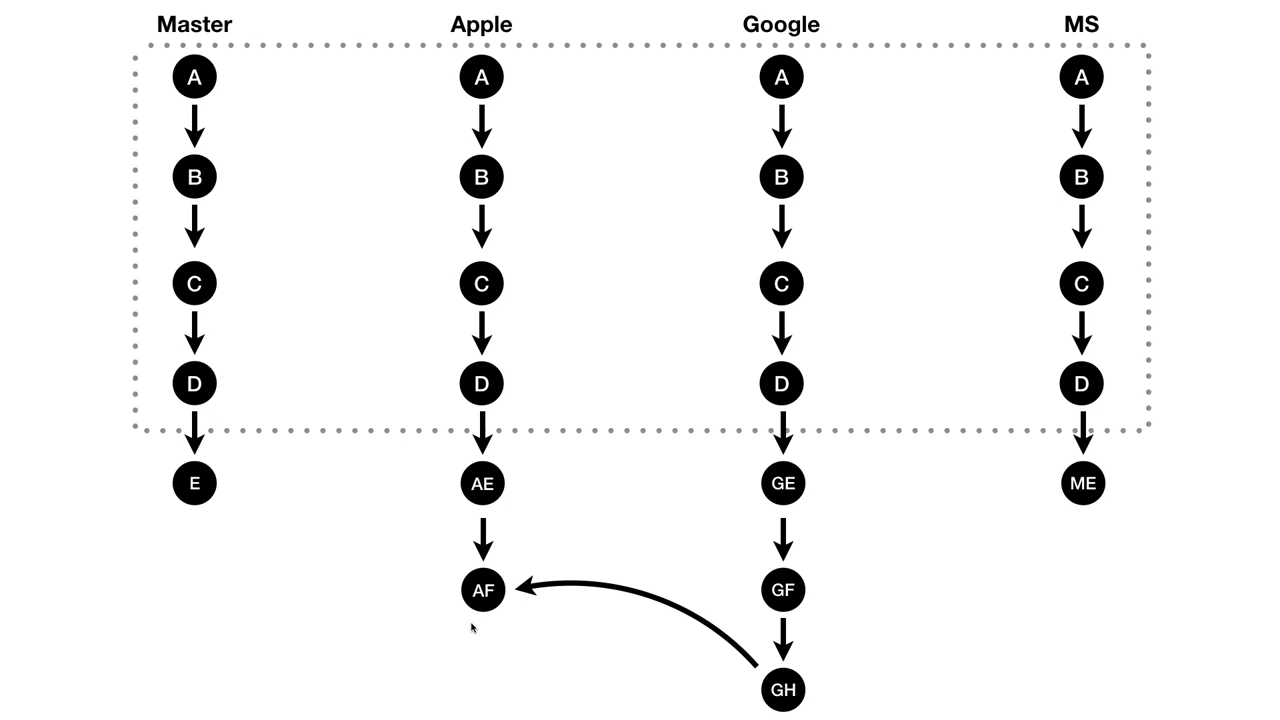 Master Apple Google MS
A A A A
B B B B
C C C C
D D D D
E AE GE ME
AF GF
GH